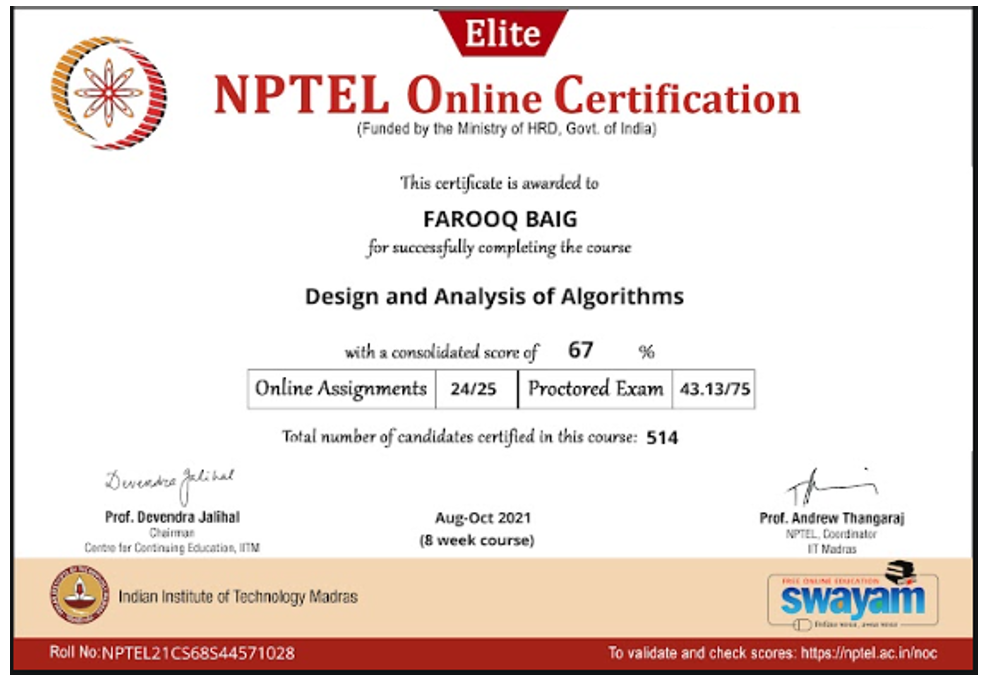 Elite
NPTEL Online Certification
(Funded by the Ministry of HRD, Govt. of India)
This certificate is awarded to
FAROOQ BAIG
for successfully completing the course
Design and Analysis of Algorithms
with a consolidated score of 67 %
Online Assignments 24/25 Proctored Exam 43.13/75
Total number of candidates certified in this course: 514
Devendra Jalihal
Prof. Devendra Jalihal
Chairman
Centre for Continuing Education, IITM
Aug-Oct 2021
(8 week course)
Prof. Andrew Thangaraj
NPTEL, Coordinator
IIT Madras
Indian Institute of Technology Madras
FREE ONLINE EDUCATION
swayam
Roll No:NPTEL21CS68S44571028
To validate and check scores: https://nptel.ac.in/noc